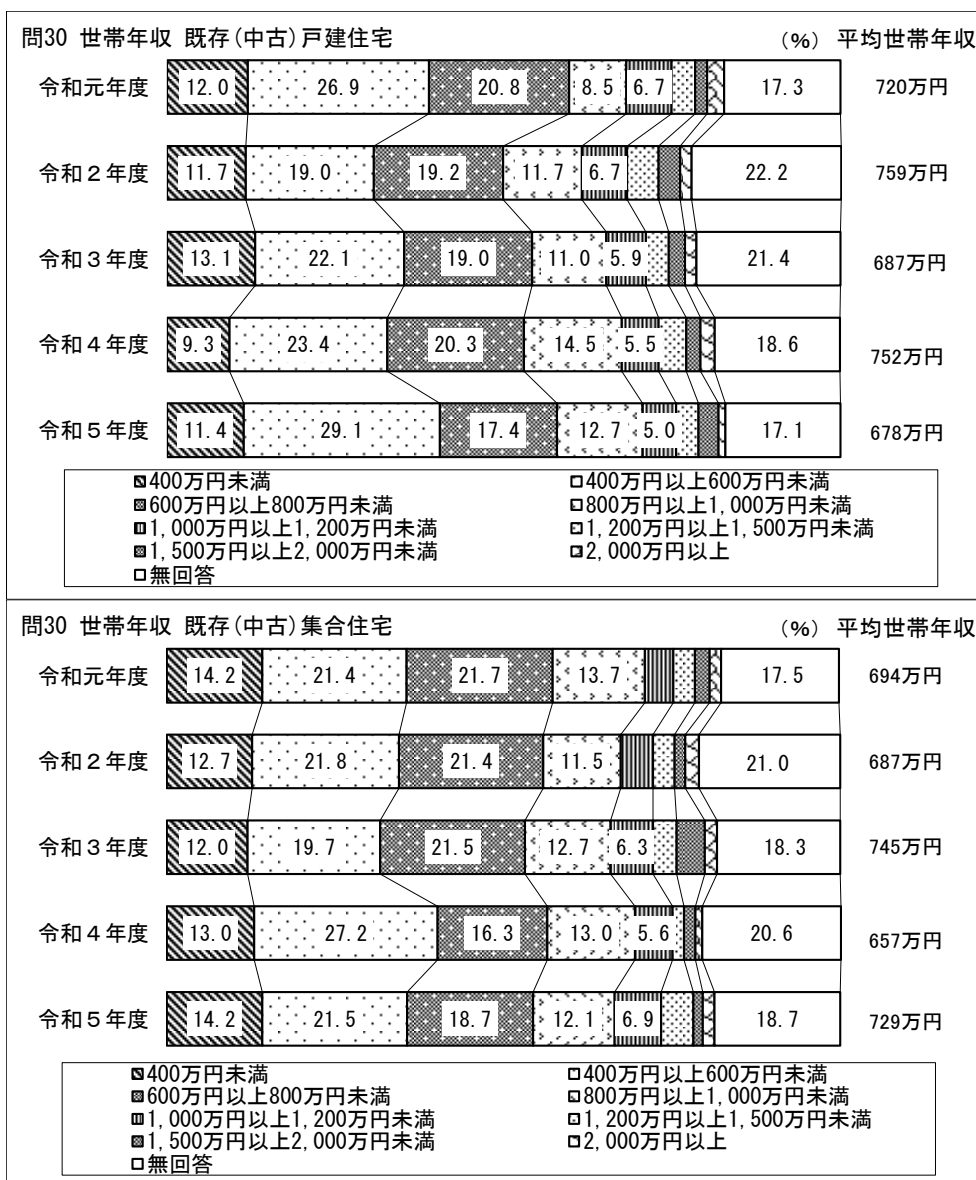 問30 世帯年収 既存(中古)戸建住宅 (%) 平均世帯年収
令和元年度 12.0 26.9 20.8 8.5 6.7 17.3 720万円
令和2年度 11.7 19.0 19.2 11.7 6.7 22.2 759万円
令和3年度 13.1 22.1 19.0 11.0 5.9 21.4 687万円
令和4年度 9.3 23.4 20.3 14.5 5.5 18.6 752万円
令和5年度 11.4 29.1 17.4 12.7 5.0 17.1 678万円
400万円未満 400万円以上600万円未満
600万円以上800万円未満 800万円以上1,000万円未満
1,000万円以上1,200万円未満 1,200万円以上1,500万円未満
1,500万円以上2,000万円未満 2,000万円以上
無回答
問30 世帯年収 既存(中古)集合住宅 (%) 平均世帯年収
令和元年度 14.2 21.4 21.7 13.7 17.5 694万円
令和2年度 12.7 21.8 21.4 11.5 21.0 687万円
令和3年度 12.0 19.7 21.5 12.7 6.3 18.3 745万円
令和4年度 13.0 27.2 16.3 13.0 5.6 20.6 657万円
令和5年度 14.2 21.5 18.7 12.1 6.9 18.7 729万円
400万円未満 400万円以上600万円未満
600万円以上800万円未満 800万円以上1,000万円未満
1,000万円以上1,200万円未満 1,200万円以上1,500万円未満
1,500万円以上2,000万円未満 2,000万円以上
無回答